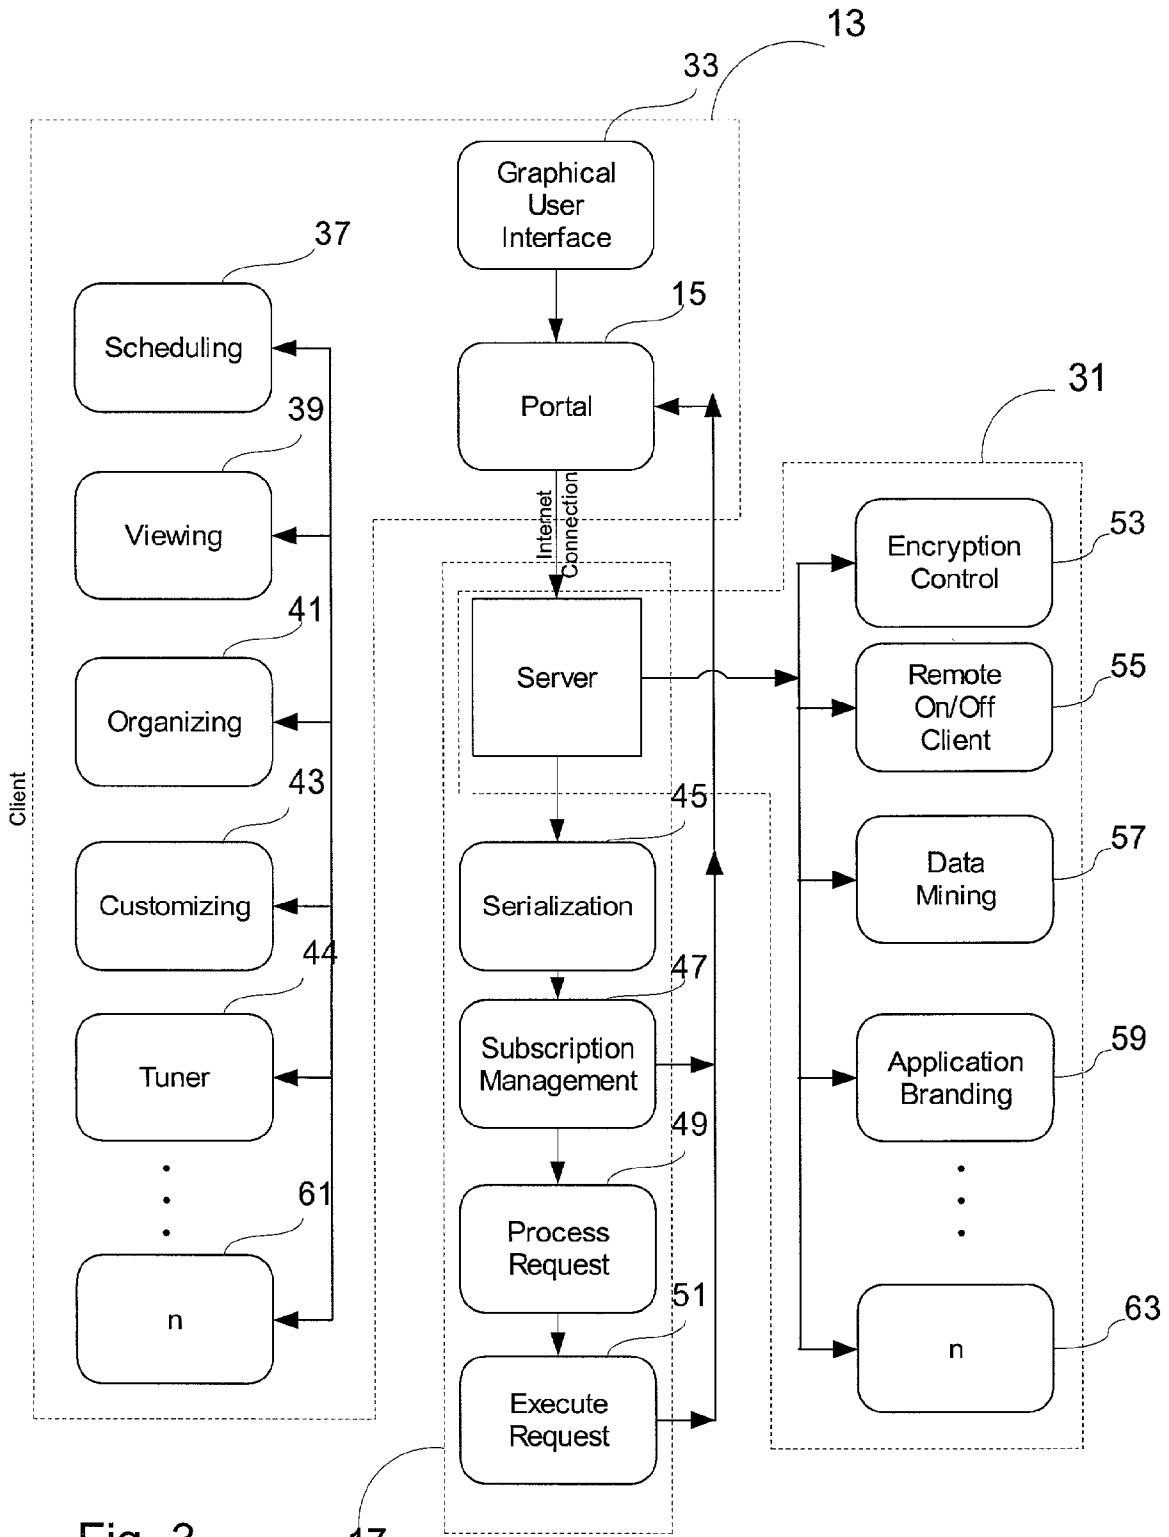 13
33
Graphical
User
Interface
37
15
Scheduling
Portal
31
39
Viewing
Internet
Connection
Encryption
Control
53
41
Organizing
Server
Remote
On/Off
Client
55
Client
43
45
Customizing
Serialization
Data
Mining
57
44
47
Tuner
Subscription
Management
Application
Branding
59
49
61
Process
Request
n
51
n
63
Execute
Request
17